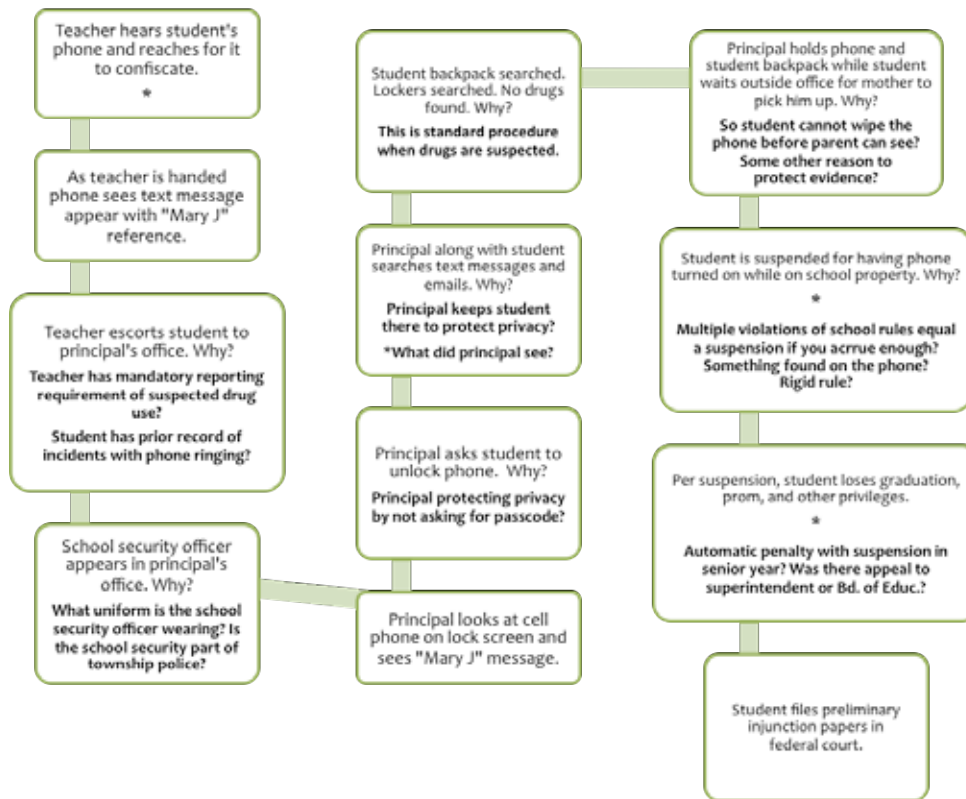 Teacher hears student's
phone and reaches for it
to confiscate.
*
As teacher is handed
phone sees text message
appear with "Mary J"
reference.
Teacher escorts student to
principal's office. Why?
Teacher has mandatory reporting
requirement of suspected drug
use?
Student has prior record of
incidents with phone ringing?
School security officer
appears in principal's
office. Why?
What uniform is the school
security officer wearing? Is
the school security part of
township police?
Principal looks at cell
phone on lock screen and
sees "Mary J" message.
Principal asks student to
unlock phone. Why?
Principal protecting privacy
by not asking for passcode?
Principal along with student
searches text messages and
emails. Why?
Principal keeps student
there to protect privacy?
*What did principal see?
Student backpack searched.
Lockers searched. No drugs
found. Why?
This is standard procedure
when drugs are suspected.
Principal holds phone and
student backpack while student
waits outside office for mother to
pick him up. Why?
So student cannot wipe the
phone before parent can see?
Some other reason to
protect evidence?
Student is suspended for having phone
turned on while on school property. Why?
*
Multiple violations of school rules equal
a suspension if you acrrue enough?
Something found on the phone?
Rigid rule?
Per suspension, student loses graduation,
prom, and other privileges.
*
Automatic penalty with suspension in
senior year? Was there appeal to
superintendent or Bd. of Educ.?
Student files preliminary
injunction papers in
federal court.